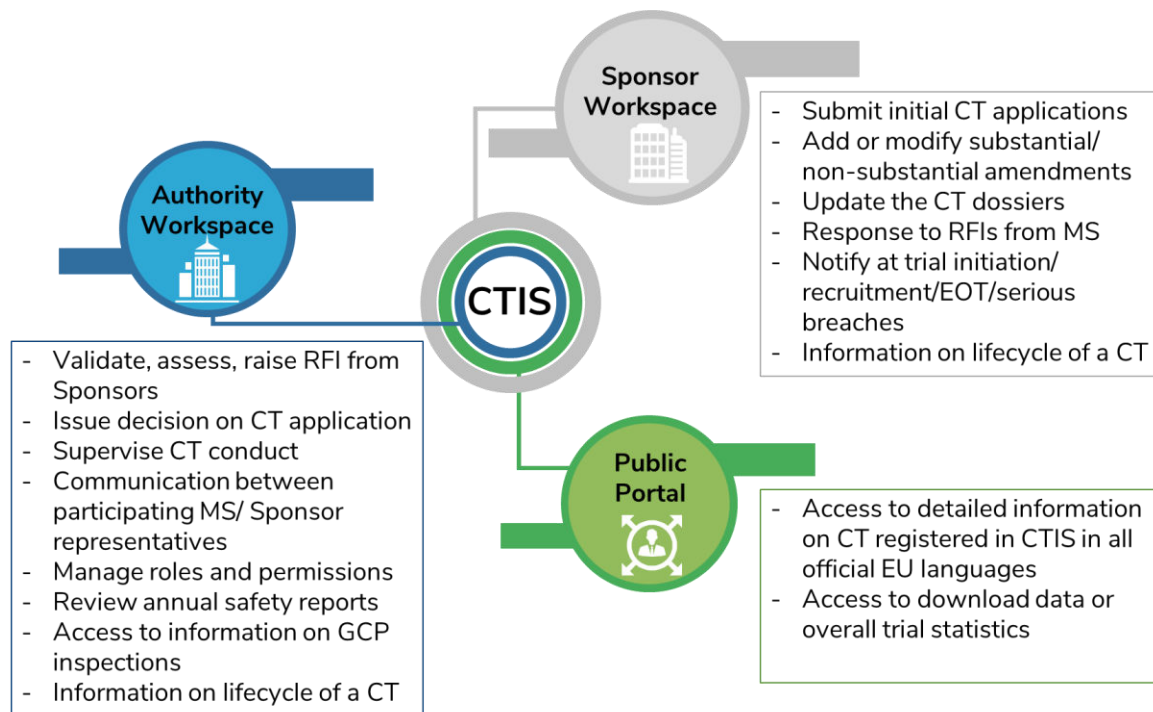 Sponsor
Workspace
- Submit initial CT applications
- Add or modify substantial/
non-substantial amendments
- Update the CT dossiers
- Response to RFIs from MS
- Notify at trial initiation/
recruitment/EOT/serious
breaches
- Information on lifecycle of a CT
Authority
Workspace
CTIS
- Validate, assess, raise RFI from
Sponsors
- Issue decision on CT application
- Supervise CT conduct
- Communication between
participating MS/ Sponsor
representatives
- Manage roles and permissions
- Review annual safety reports
- Access to information on GCP
inspections
- Information on lifecycle of a CT
Public
Portal
- Access to detailed information
on CT registered in CTIS in all
official EU languages
- Access to download data or
overall trial statistics